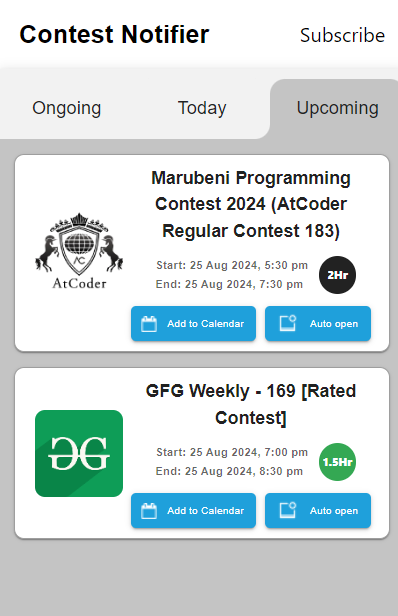 Contest Notifier
Subscribe
Ongoing
Today
Upcoming
Marubeni Programming
Contest 2024 (AtCoder
Regular Contest 183)
AC
AtCoder
Start: 25 Aug 2024, 5:30 pm
End: 25 Aug 2024, 7:30 pm
2Hr
Add to Calendar
Auto open
GFG Weekly - 169 [Rated
Contest]
Start: 25 Aug 2024, 7:00 pm
End: 25 Aug 2024, 8:30 pm
1.5Hr
Add to Calendar
Auto open